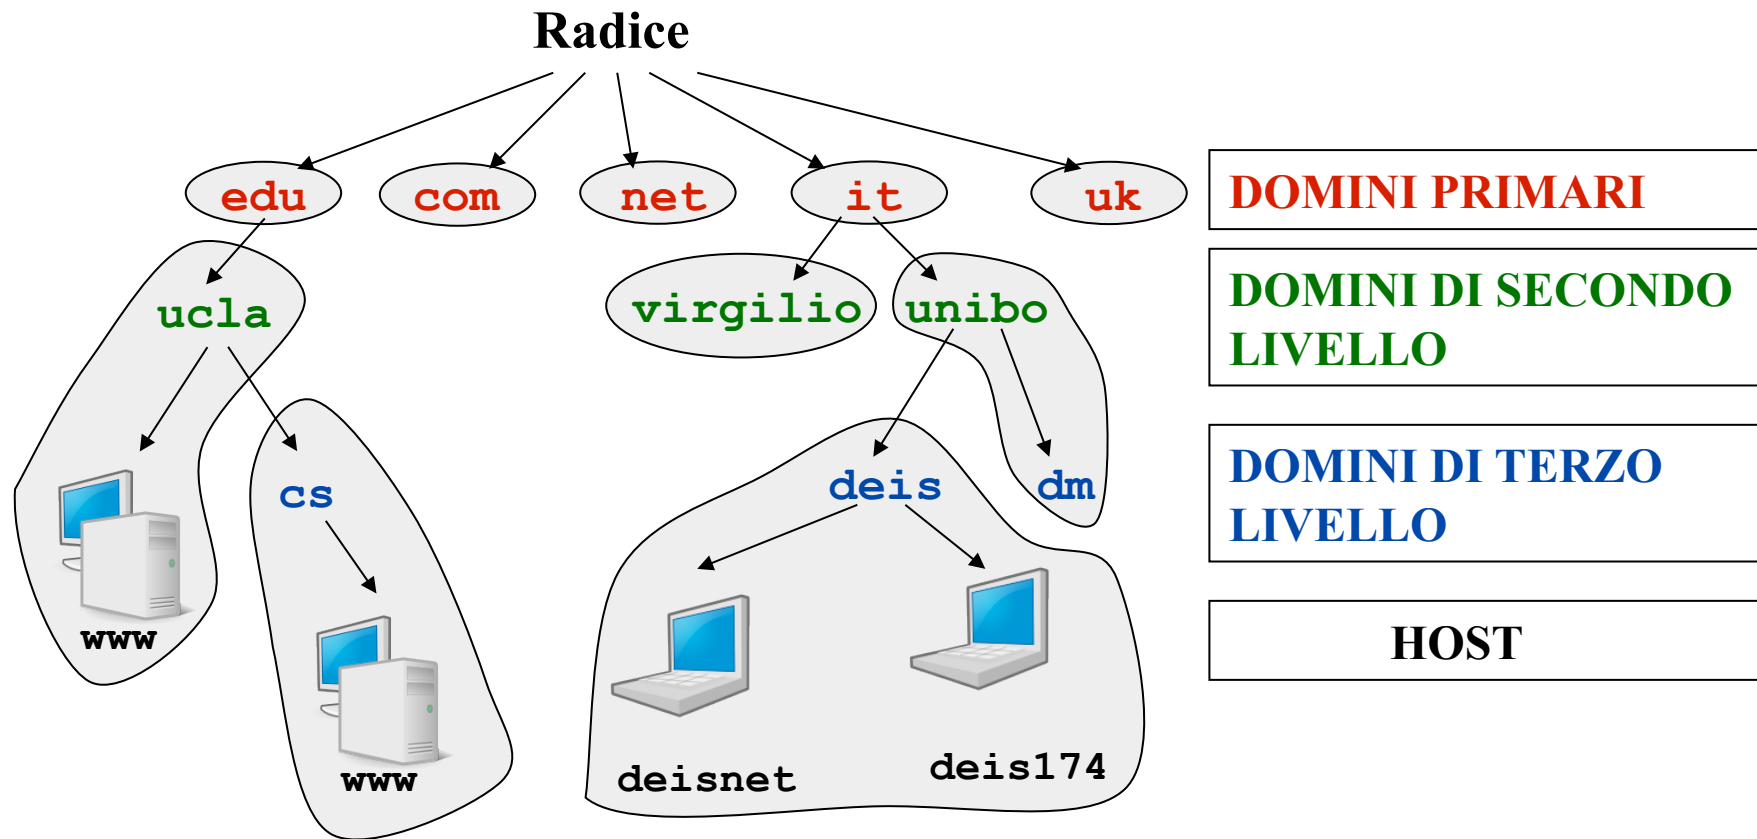 Radice
edu com net it uk
DOMINI PRIMARI
ucla virgilio unibo
DOMINI DI SECONDO
LIVELLO
cs deis dm
DOMINI DI TERZO
LIVELLO
www
HOST
www deisnet deis174